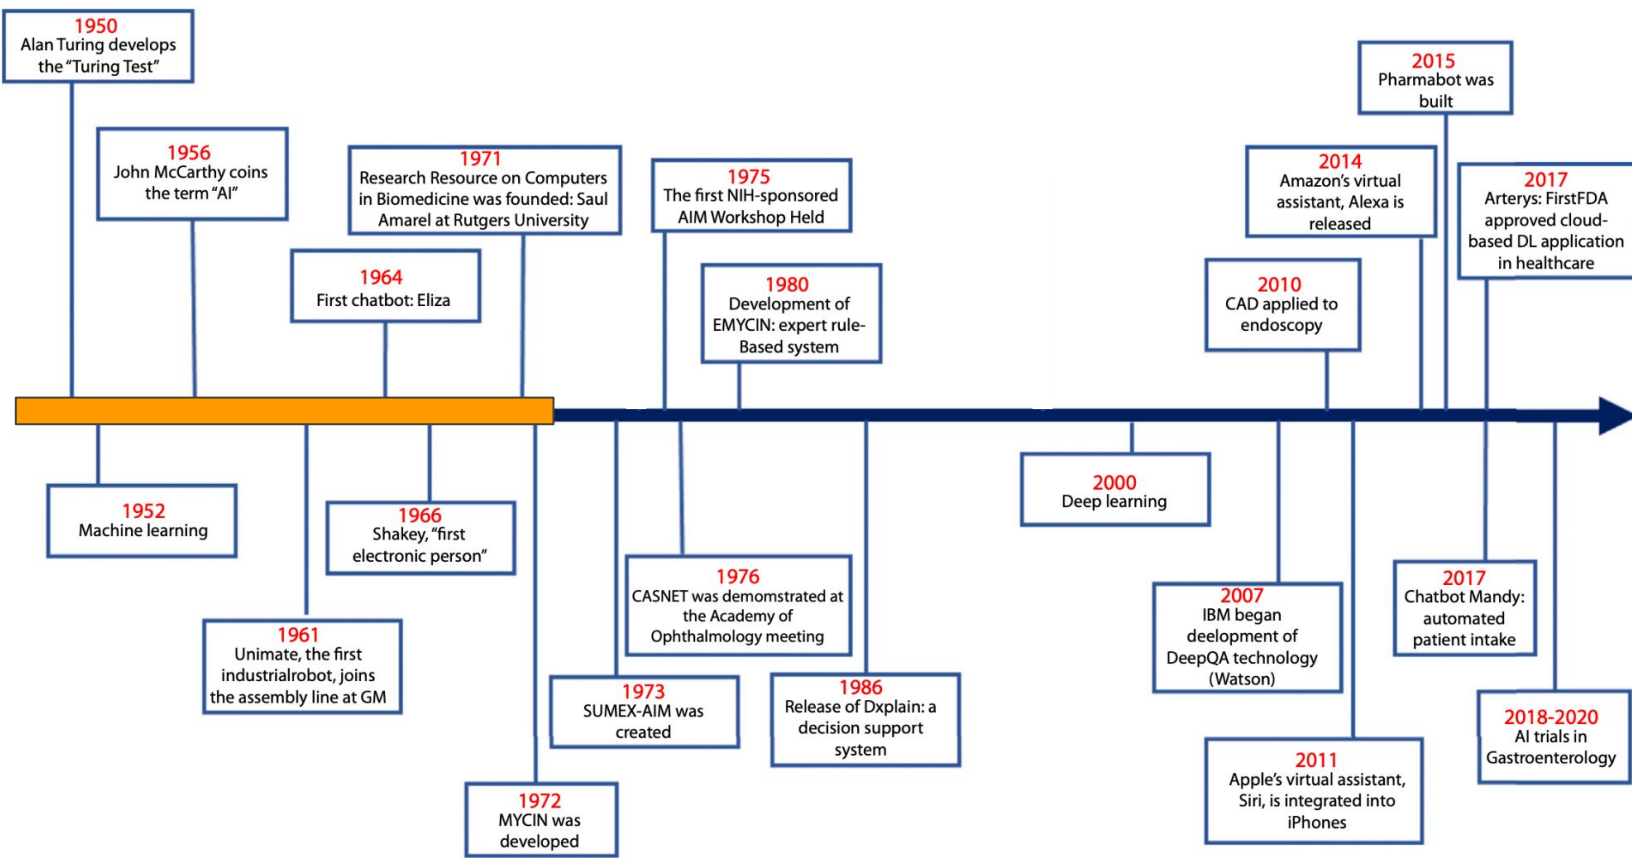 1950
Alan Turing develops
the “Turing Test”
1956
John McCarthy coins
the term “AI”
1964
First chatbot: Eliza
1971
Research Resource on Computers
in Biomedicine was founded: Saul
Amarel at Rutgers University
1975
The first NIH-sponsored
AIM Workshop Held
1980
Development of
EMYCIN: expert rule-
Based system
2010
CAD applied to
endoscopy
2014
Amazon’s virtual
assistant, Alexa is
released
2015
Pharmabot was
built
2017
Arterys: FirstFDA
approved cloud-
based DL application
in healthcare
1952
Machine learning
1961
Unimate, the first
industrialrobot, joins
the assembly line at GM
1966
Shakey, “first
electronic person”
1972
MYCIN was
developed
1973
SUMEX-AIM was
created
1976
CASNET was demomstrated at
the Academy of
Ophthalmology meeting
1986
Release of Dxplain: a
decision support
system
2000
Deep learning
2007
IBM began
deelopment of
DeepQA technology
(Watson)
2011
Apple’s virtual assistant,
Siri, is integrated into
iPhones
2017
Chatbot Mandy:
automated
patient intake
2018-2020
AI trials in
Gastroenterology